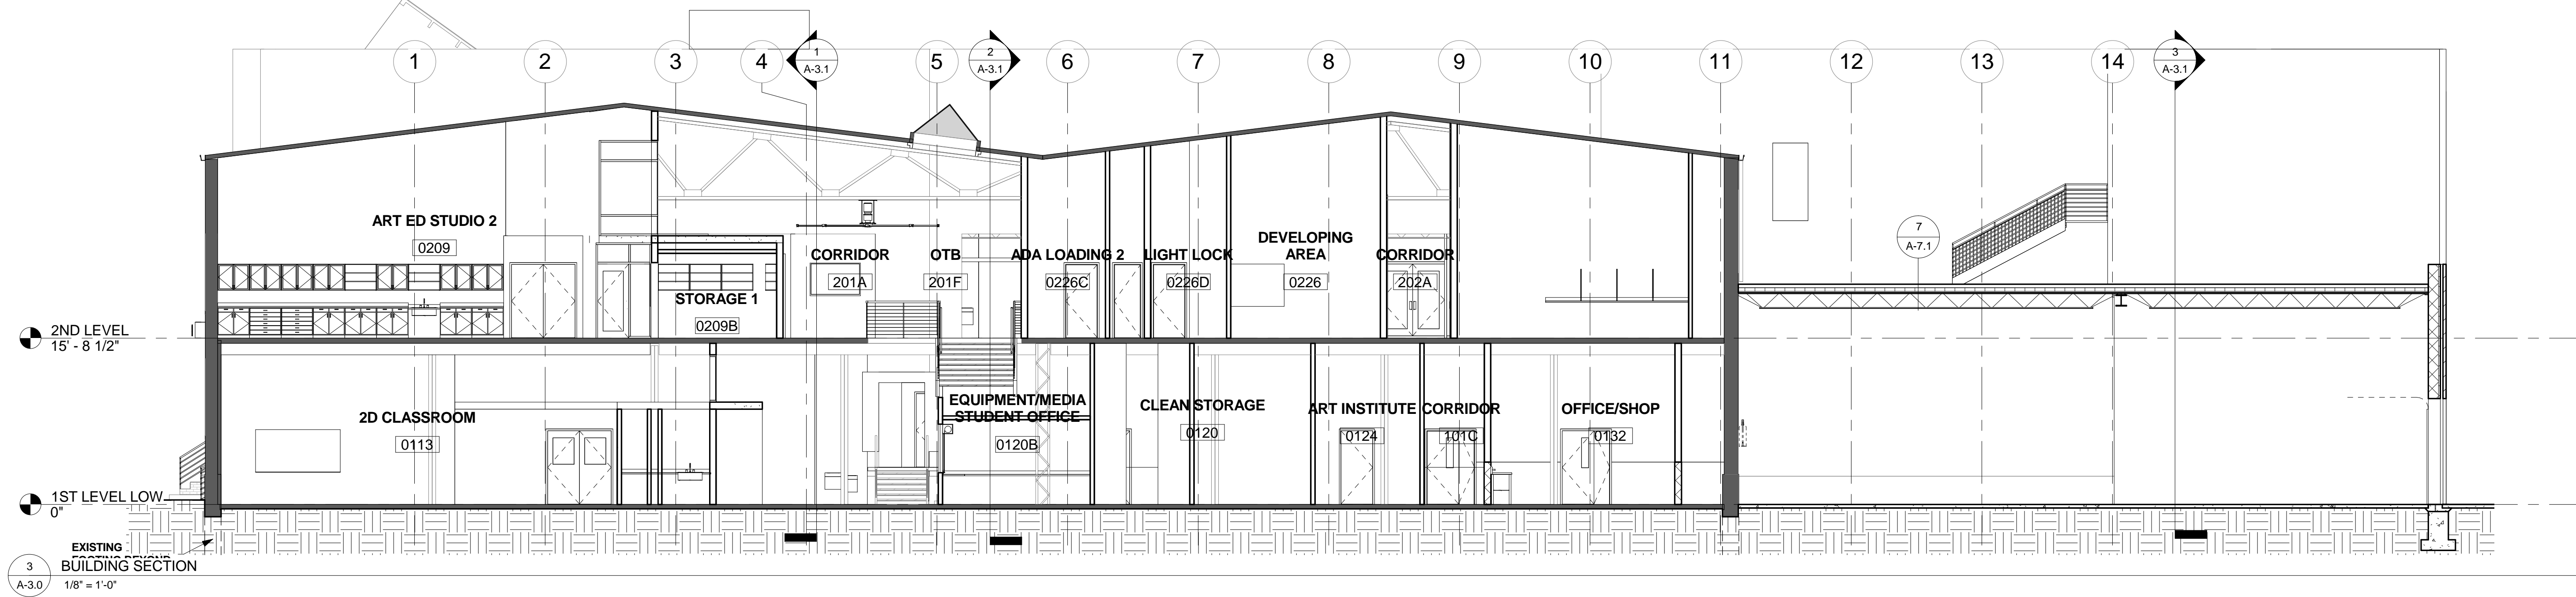 1 2 3 4 5 6 7 8 9 10 11 12 13 14
1
A-3.1
2
A-3.1
3
A-3.1
ART ED STUDIO 2
0209
STORAGE 1
0209B
CORRIDOR
201A
OTB
201F
ADA LOADING 2
0226C
LIGHT LOCK
0226D
DEVELOPING
AREA
0226
CORRIDOR
202A
7
A-7.1
2ND LEVEL
15' - 8 1/2"
2D CLASSROOM
0113
EQUIPMENT/MEDIA
STUDENT OFFICE
0120B
CLEAN STORAGE
0120
ART INSTITUTE
0124
CORRIDOR
101C
OFFICE/SHOP
0132
1ST LEVEL LOW
0"
EXISTING
FOOTING BEYOND
3
A-3.0
BUILDING SECTION
1/8" = 1'-0"